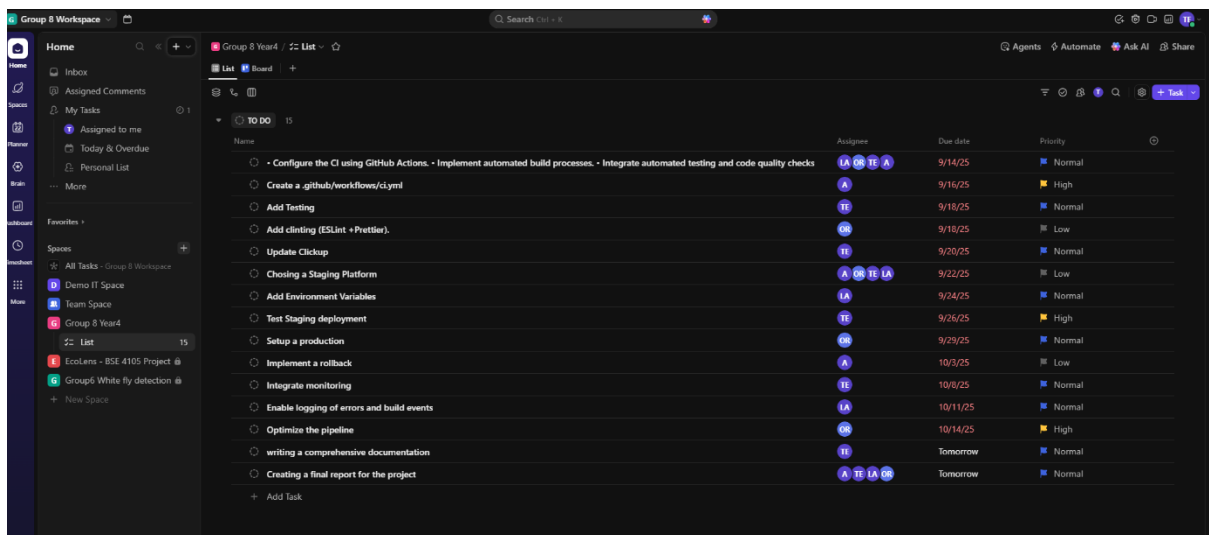 G Group 8 Workspace
Search Ctrl + K
TF
Home
Spaces
Planner
Brain
Dashboard
Timesheet
More
Home
Inbox
Assigned Comments
My Tasks 1
T Assigned to me
Today & Overdue
Personal List
More
Favorites
Spaces
All Tasks - Group 8 Workspace
D Demo IT Space
Team Space
G Group 8 Year4
List 15
E EcoLens - BSE 4105 Project
G Group6 White fly detection
+ New Space
G Group 8 Year4 / List
Agents Automate Ask AI Share
List Board +
T + Task
TO DO 15
Name Assignee Due date Priority
- Configure the CI using GitHub Actions. - Implement automated build processes. - Integrate automated testing and code quality checks LA OR TE A 9/14/25 Normal
Create a .github/workflows/ci.yml A 9/16/25 High
Add Testing TE 9/18/25 Normal
Add clinting (ESLint +Prettier). OR 9/18/25 Low
Update Clickup TE 9/20/25 Normal
Chosing a Staging Platform A OR TE LA 9/22/25 Low
Add Environment Variables LA 9/24/25 Normal
Test Staging deployment TE 9/26/25 High
Setup a production OR 9/29/25 Normal
Implement a rollback A 10/3/25 Low
Integrate monitoring TE 10/8/25 Normal
Enable logging of errors and build events LA 10/11/25 Normal
Optimize the pipeline OR 10/14/25 High
writing a comprehensive documentation TE Tomorrow Normal
Creating a final report for the project A TE LA OR Tomorrow Normal
+ Add Task